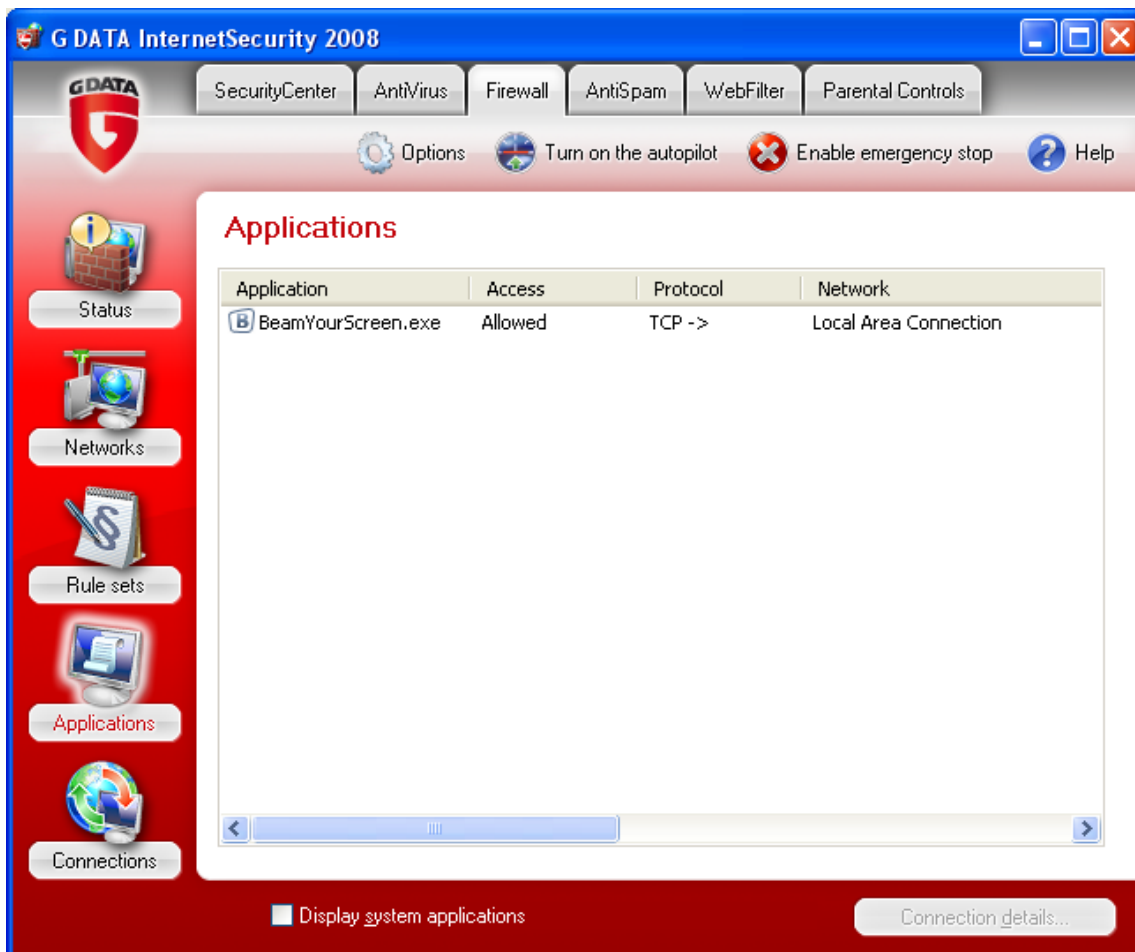 G DATA InternetSecurity 2008
GDATA
SecurityCenter AntiVirus Firewall AntiSpam WebFilter Parental Controls
Options Turn on the autopilot Enable emergency stop Help
Applications
Application Access Protocol Network
BeamYourScreen.exe Allowed TCP -> Local Area Connection
Status
Networks
Rule sets
Applications
Connections
Display system applications Connection details...